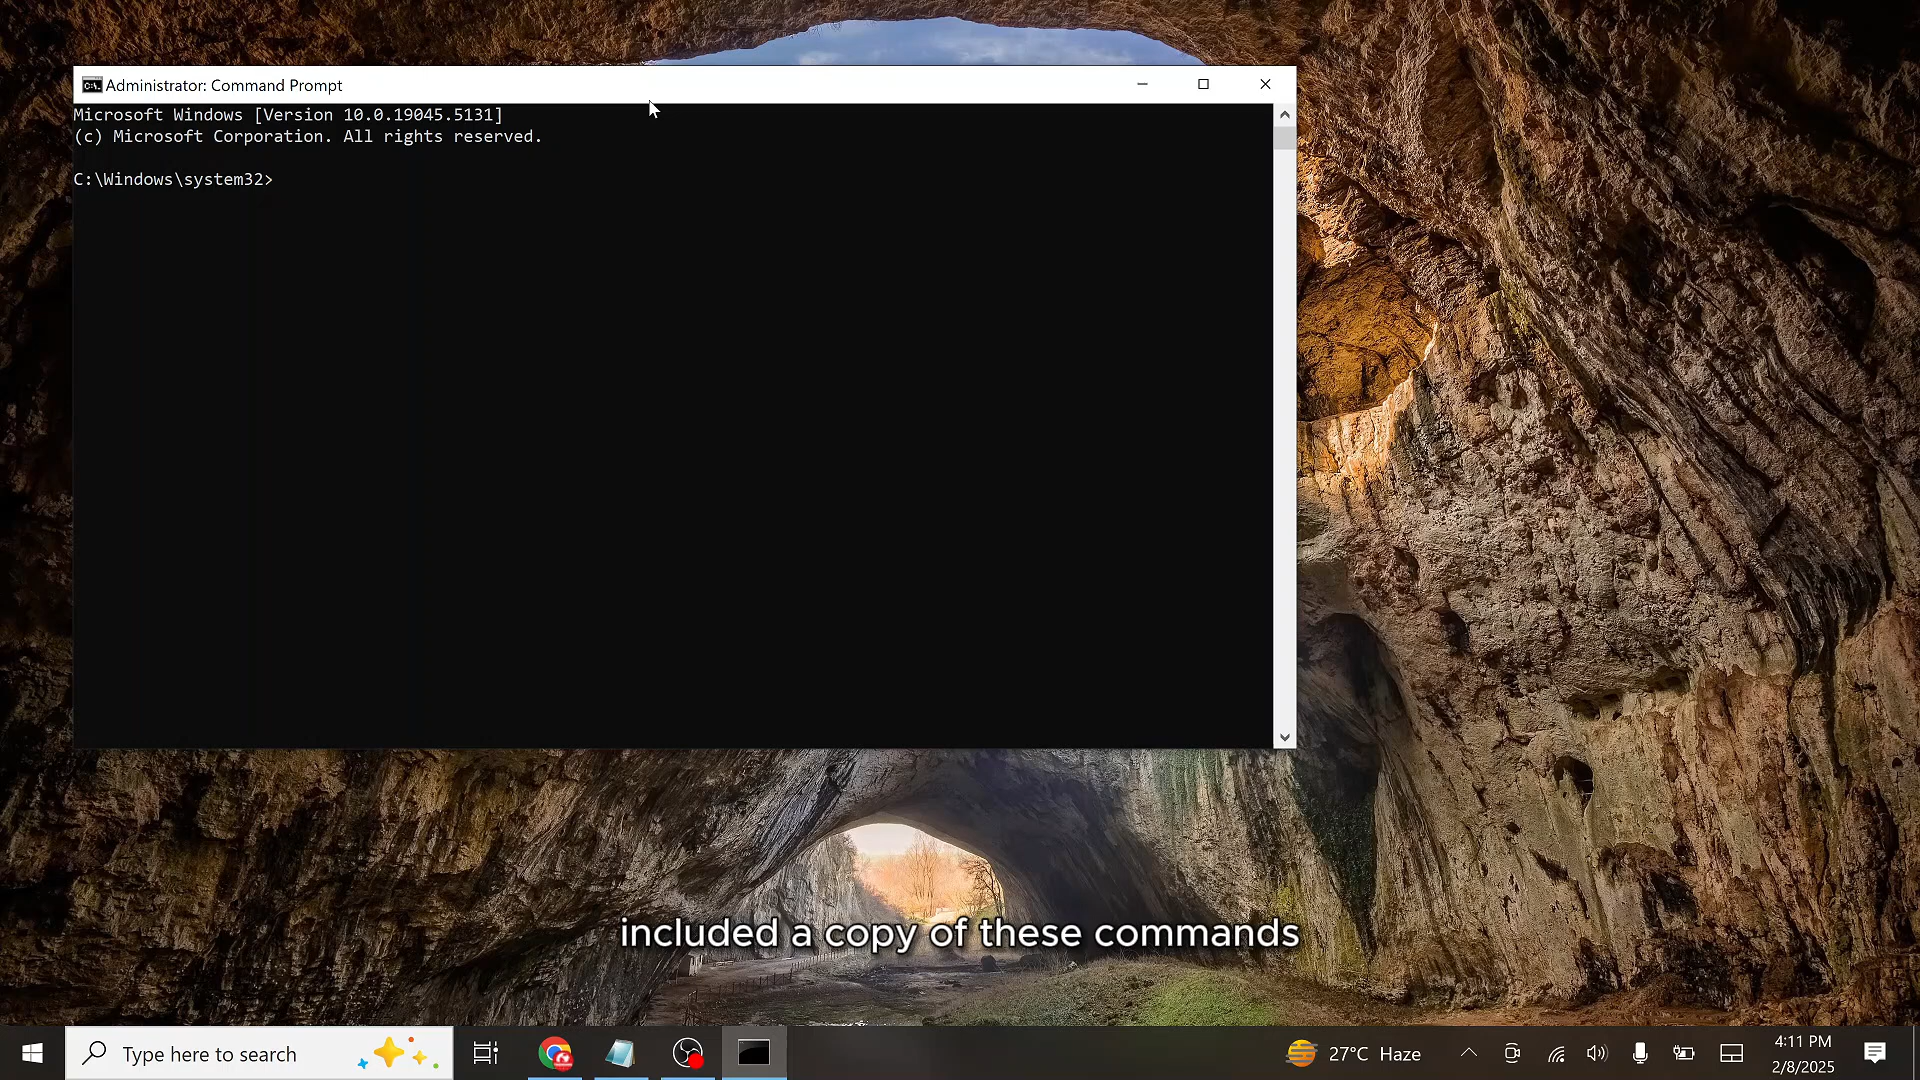 Administrator: Command Prompt
Microsoft Windows [Version 10.0.19045.5131]
(c) Microsoft Corporation. All rights reserved.
C:\Windows\system32>
included a copy of these commands
Type here to search
27°C Haze
4:11 PM
2/8/2025